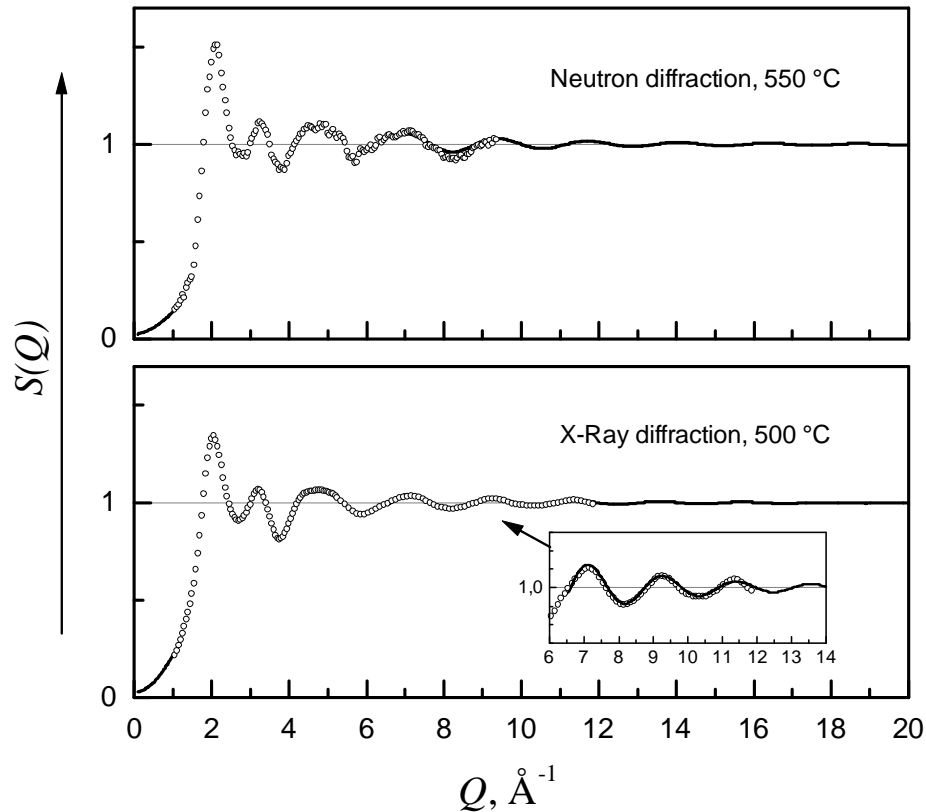 Neutron diffraction, 550 °C
1
0
S(Q)
X-Ray diffraction, 500 °C
1
1,0
6 7 8 9 10 11 12 13 14
0
0 2 4 6 8 10 12 14 16 18 20
Q, Å⁻¹